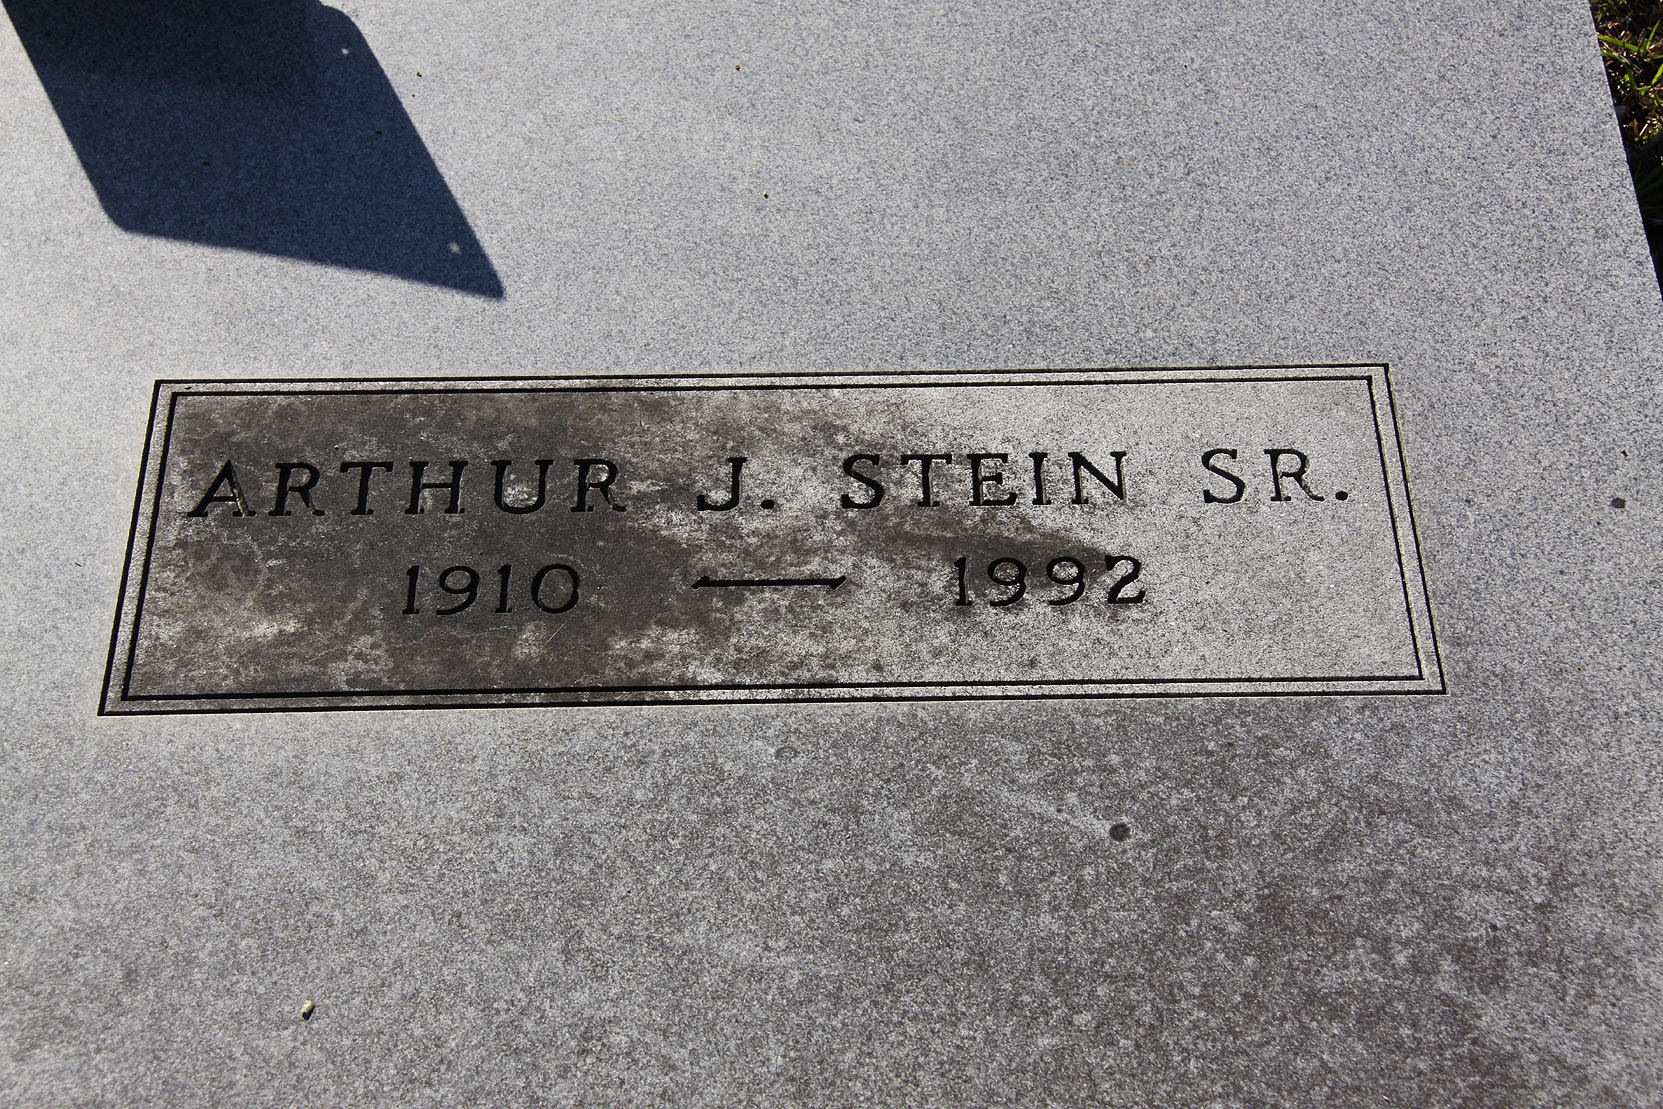 ARTHUR J. STEIN SR.
1910 — 1992